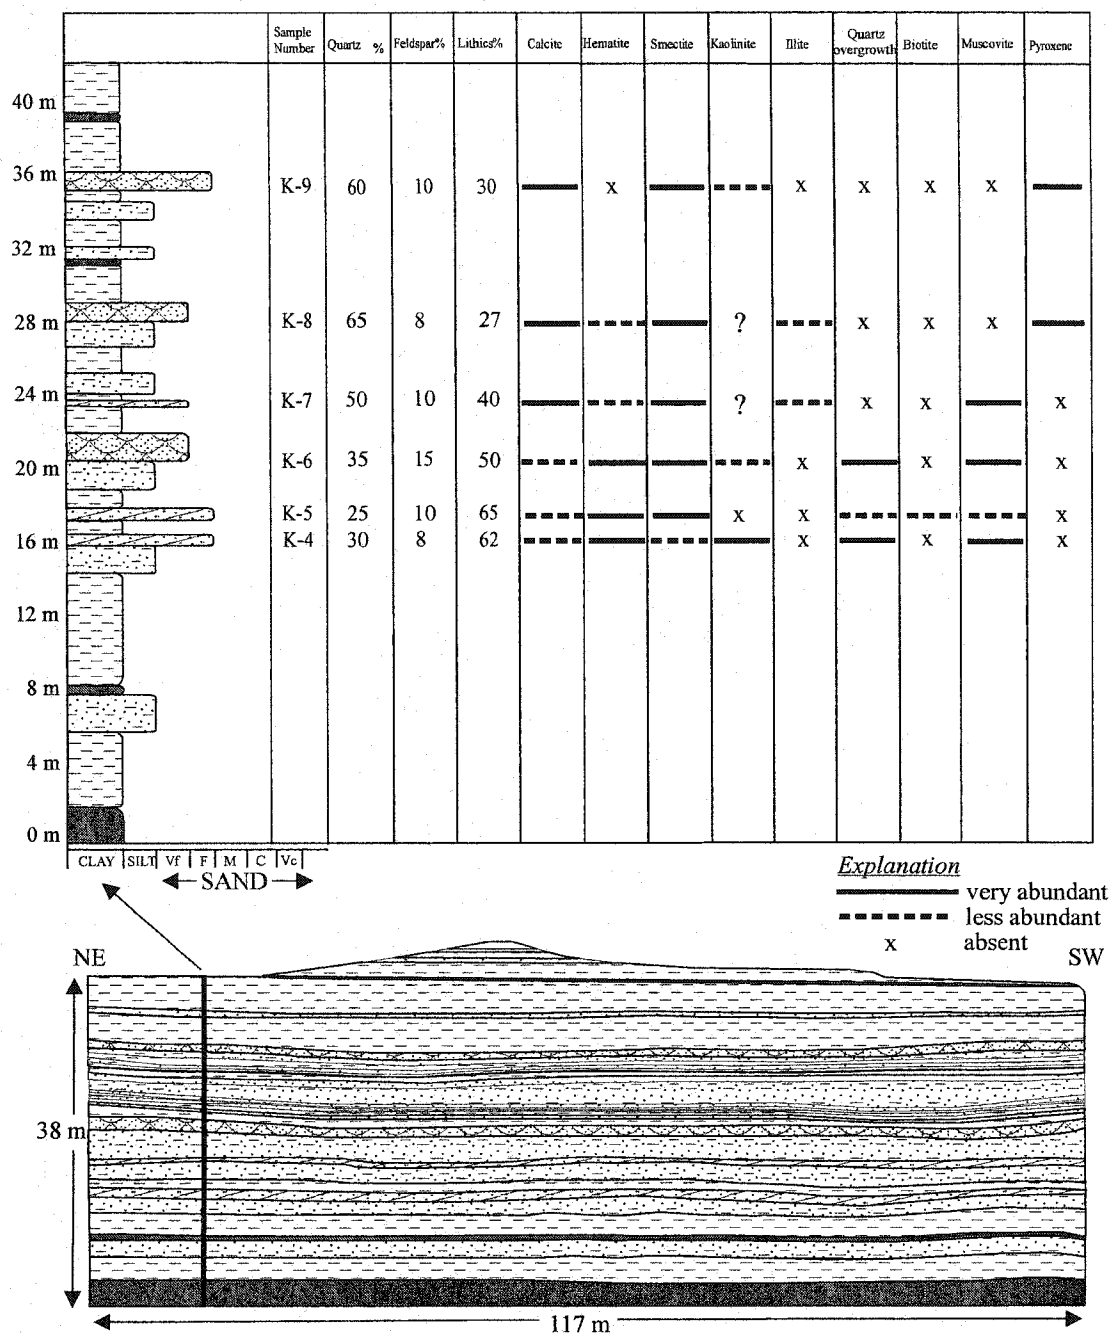 Sample Number Quartz % Feldspar% Lithics% Calcite Hematite Smectite Kaolinite Illite Quartz overgrowth Biotite Muscovite Pyroxene
40 m
36 m
K-9 60 10 30 x x x x x
32 m
28 m
K-8 65 8 27 ? x x x
24 m
K-7 50 10 40 ? x x x
K-6 35 15 50 x x x
20 m
K-5 25 10 65 x x x
16 m
K-4 30 8 62 x x x
12 m
8 m
4 m
0 m
CLAY SILT Vf F M C Vc
SAND
Explanation
very abundant
less abundant
x absent
NE
SW
38 m
117 m